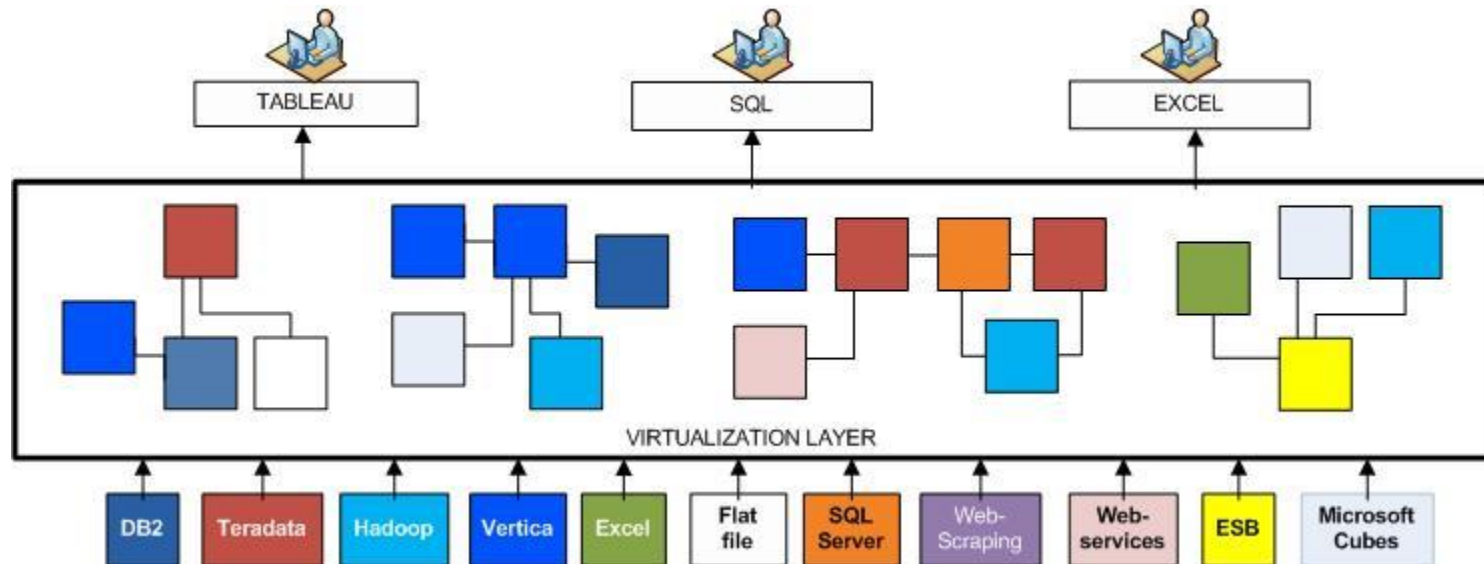 TABLEAU
SQL
EXCEL
VIRTUALIZATION LAYER
DB2
Teradata
Hadoop
Vertica
Excel
Flat
file
SQL
Server
Web-
Scraping
Web-
services
ESB
Microsoft
Cubes